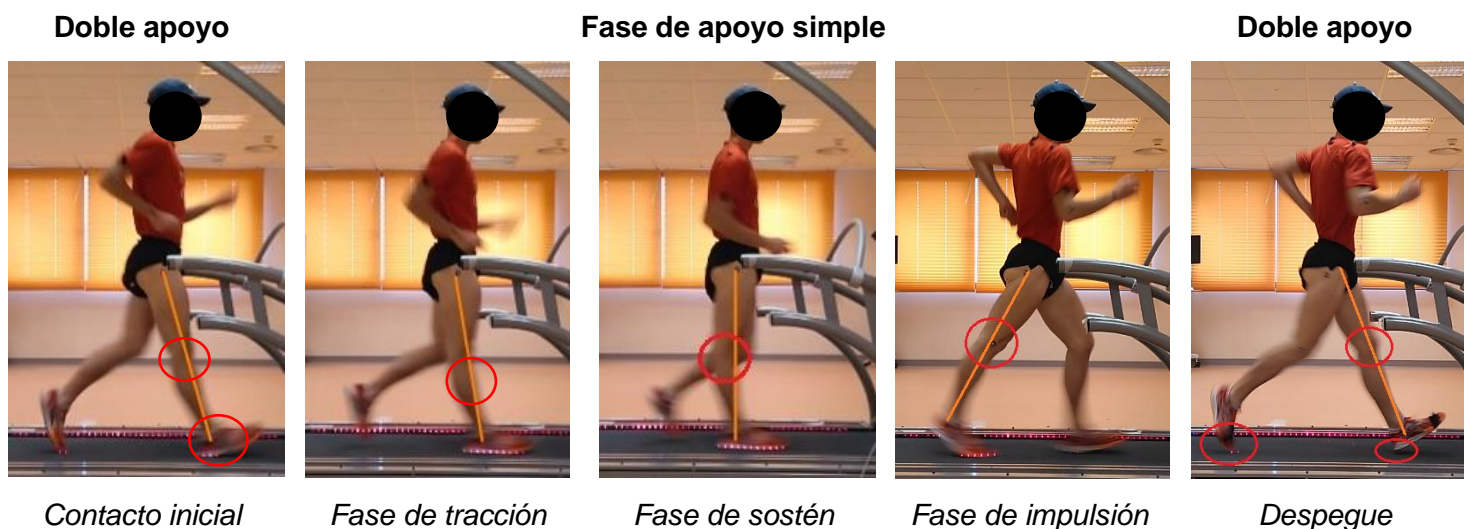 Doble apoyo
Fase de apoyo simple
Doble apoyo
Contacto inicial
Fase de tracción
Fase de sostén
Fase de impulsión
Despegue